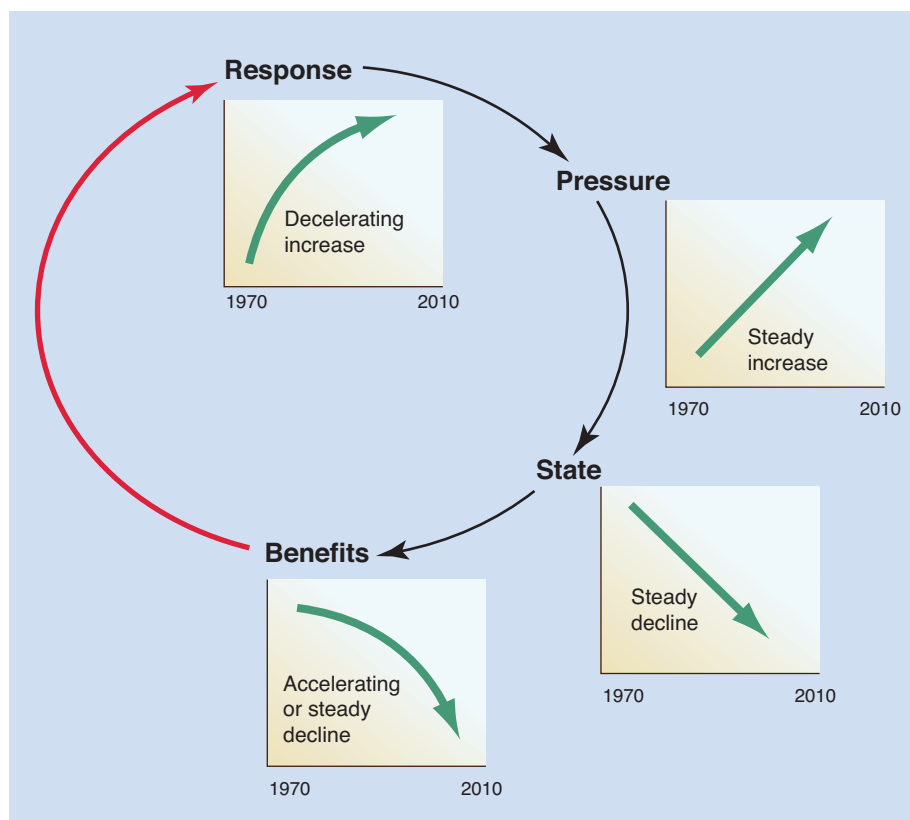 Response
Decelerating
increase
1970
2010
Pressure
Steady
increase
1970
2010
State
Steady
decline
1970
2010
Benefits
Accelerating
or steady
decline
1970
2010